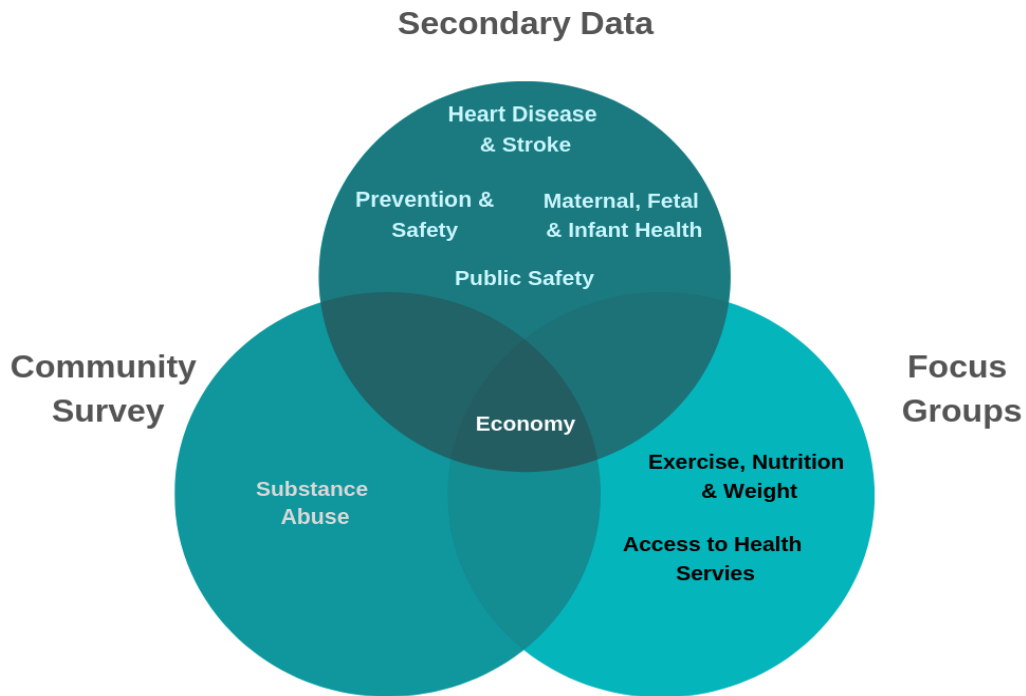 Secondary Data
Heart Disease
& Stroke
Prevention &
Safety
Maternal, Fetal
& Infant Health
Public Safety
Community
Survey
Focus
Groups
Economy
Substance
Abuse
Exercise, Nutrition
& Weight
Access to Health
Servies